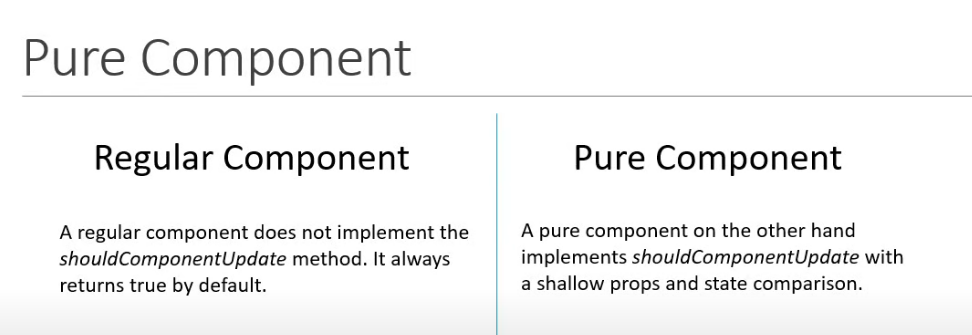 Pure Component
Regular Component
A regular component does not implement the
shouldComponentUpdate method. It always
returns true by default.
Pure Component
A pure component on the other hand
implements shouldComponentUpdate with
a shallow props and state comparison.